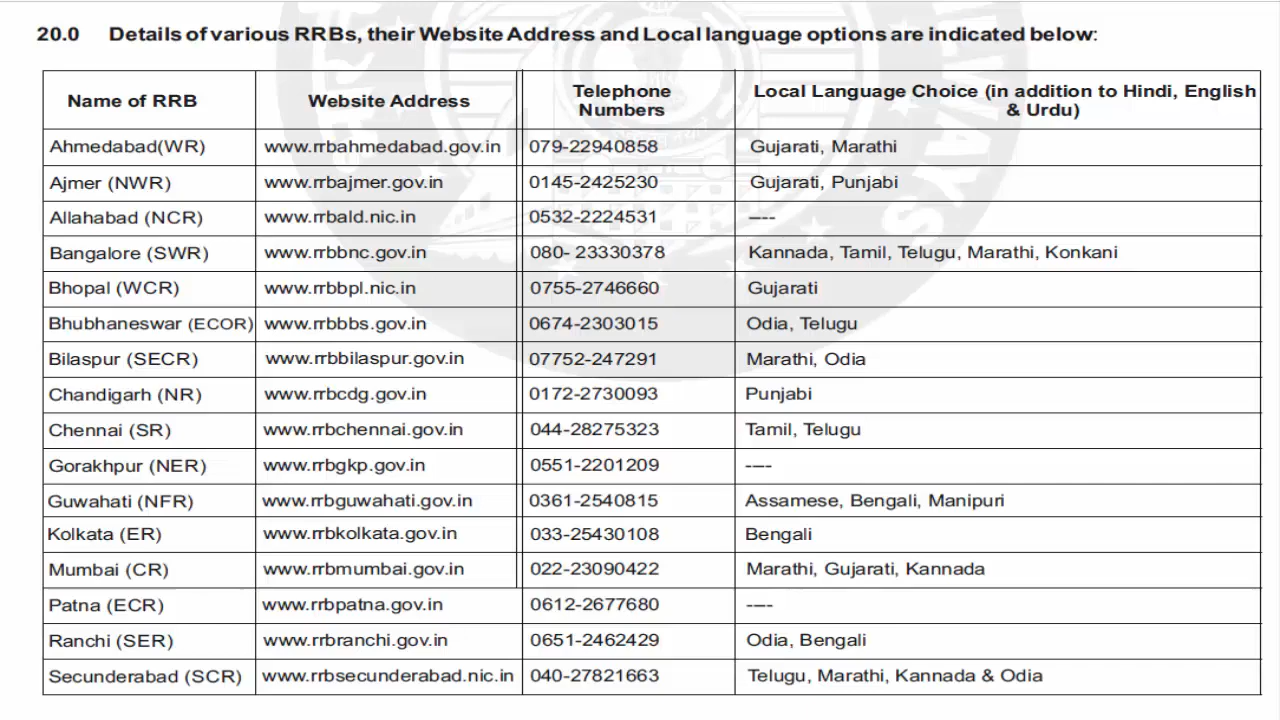 20.0 Details of various RRBs, their Website Address and Local language options are indicated below:
Name of RRB Website Address Telephone Numbers Local Language Choice (in addition to Hindi, English & Urdu)
Ahmedabad(WR) www.rrbahmedabad.gov.in 079-22940858 Gujarati, Marathi
Ajmer (NWR) www.rrbajmer.gov.in 0145-2425230 Gujarati, Punjabi
Allahabad (NCR) www.rrbald.nic.in 0532-2224531 ----
Bangalore (SWR) www.rrbbnc.gov.in 080- 23330378 Kannada, Tamil, Telugu, Marathi, Konkani
Bhopal (WCR) www.rrbbpl.nic.in 0755-2746660 Gujarati
Bhubhaneswar (ECOR) www.rrbbbs.gov.in 0674-2303015 Odia, Telugu
Bilaspur (SECR) www.rrbbilaspur.gov.in 07752-247291 Marathi, Odia
Chandigarh (NR) www.rrbcdg.gov.in 0172-2730093 Punjabi
Chennai (SR) www.rrbchennai.gov.in 044-28275323 Tamil, Telugu
Gorakhpur (NER) www.rrbgkp.gov.in 0551-2201209 ----
Guwahati (NFR) www.rrbguwahati.gov.in 0361-2540815 Assamese, Bengali, Manipuri
Kolkata (ER) www.rrbkolkata.gov.in 033-25430108 Bengali
Mumbai (CR) www.rrbmumbai.gov.in 022-23090422 Marathi, Gujarati, Kannada
Patna (ECR) www.rrbpatna.gov.in 0612-2677680 ----
Ranchi (SER) www.rrbranchi.gov.in 0651-2462429 Odia, Bengali
Secunderabad (SCR) www.rrbsecunderabad.nic.in 040-27821663 Telugu, Marathi, Kannada & Odia